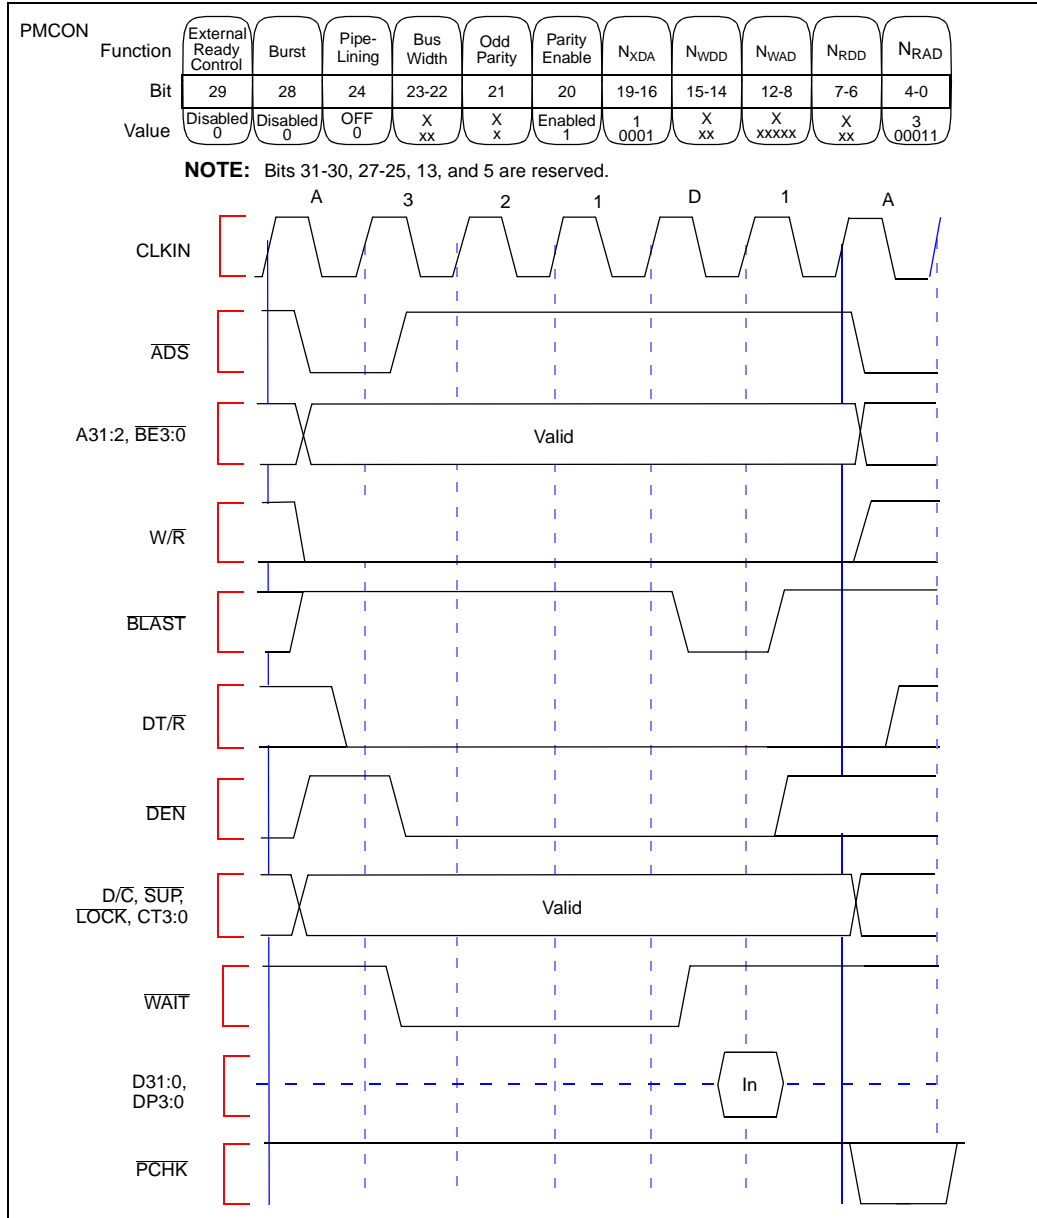 PMCON
Function
External Ready Control
Burst
Pipe-Lining
Bus Width
Odd Parity
Parity Enable
NXDA
NWDD
NWAD
NRDD
NRAD
Bit
29
28
24
23-22
21
20
19-16
15-14
12-8
7-6
4-0
Value
Disabled 0
Disabled 0
OFF 0
X xx
X x
Enabled 1
1 0001
X xx
X xxxxx
X xx
3 00011
NOTE: Bits 31-30, 27-25, 13, and 5 are reserved.
A 3 2 1 D 1 A
CLKIN
ADS
A31:2, BE3:0
Valid
W/R
BLAST
DT/R
DEN
D/C, SUP,
LOCK, CT3:0
Valid
WAIT
D31:0,
DP3:0
In
PCHK